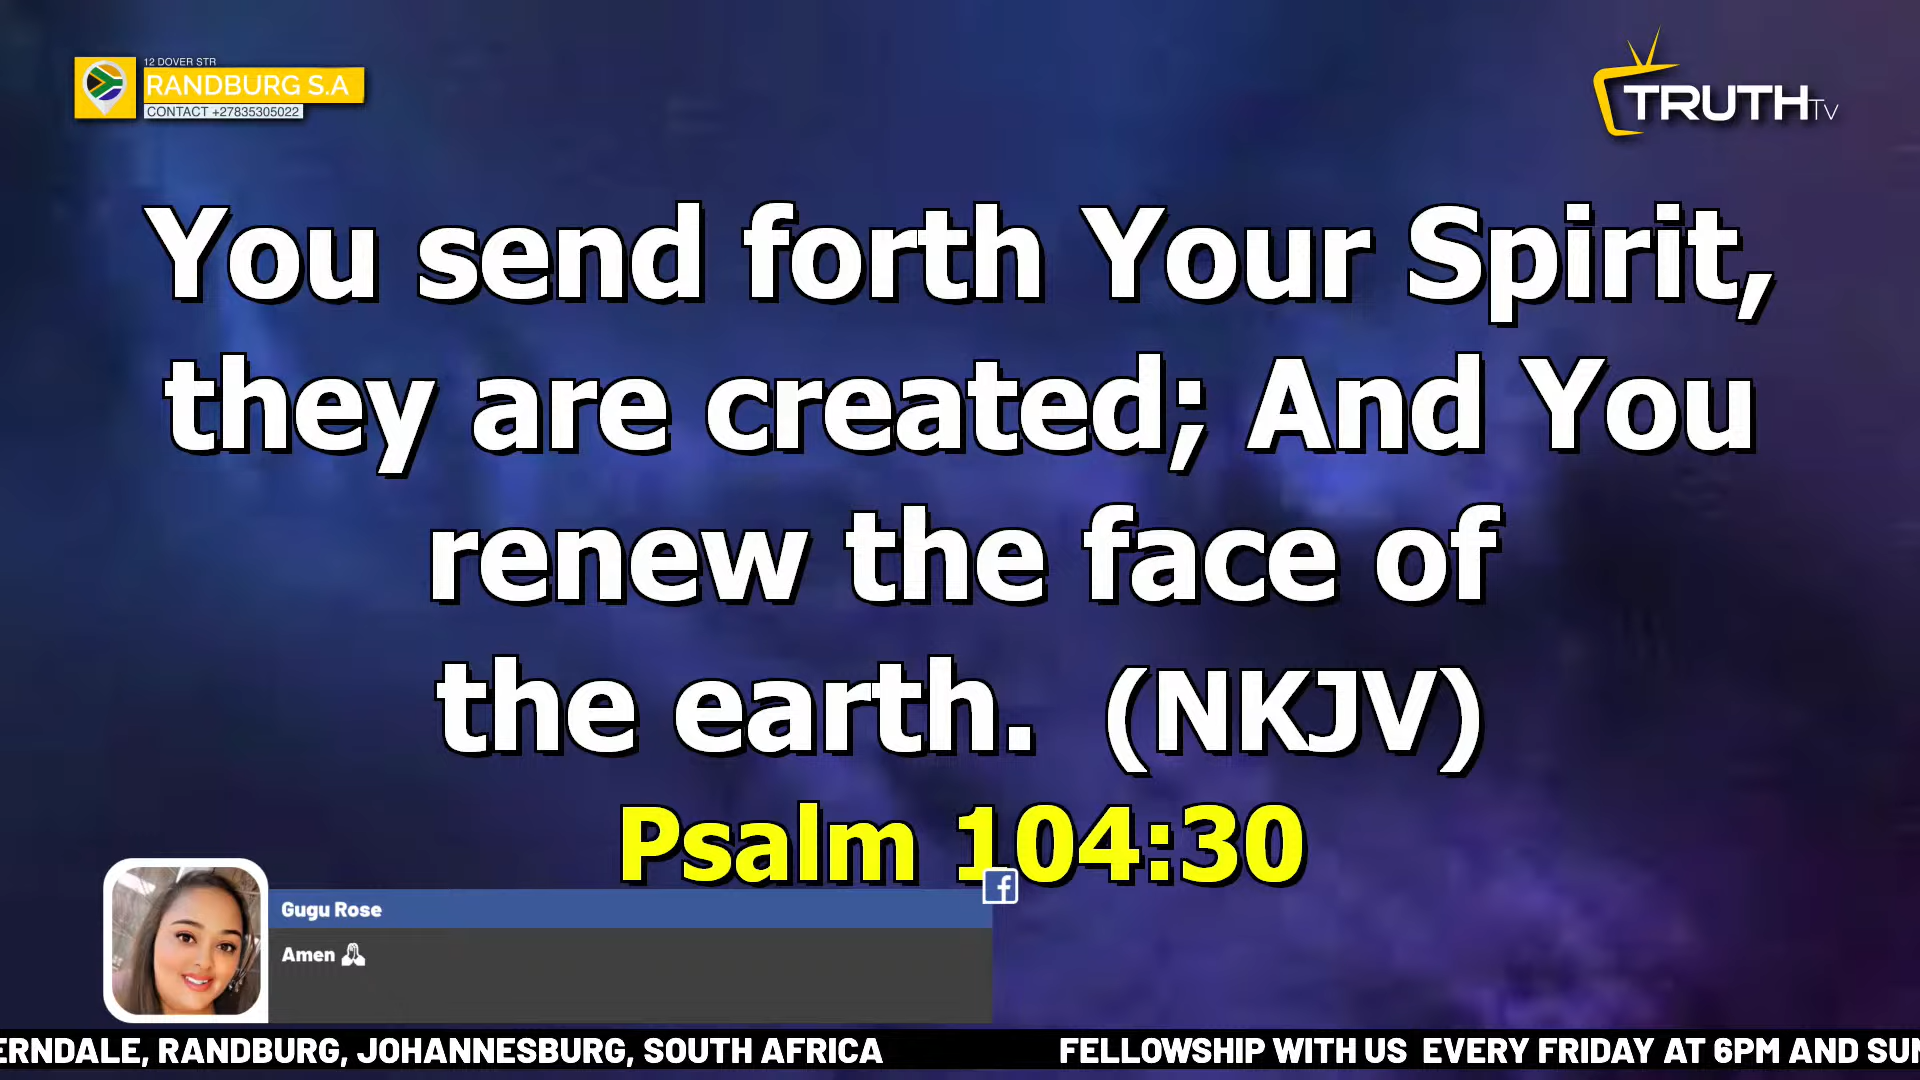 12 DOVER STR
RANDBURG S.A
CONTACT +27835305022
TRUTH TV
You send forth Your Spirit,
they are created; And You
renew the face of
the earth. (NKJV)
Psalm 104:30
Gugu Rose
Amen 🙏
ERNDALE, RANDBURG, JOHANNESBURG, SOUTH AFRICA FELLOWSHIP WITH US EVERY FRIDAY AT 6PM AND SUN